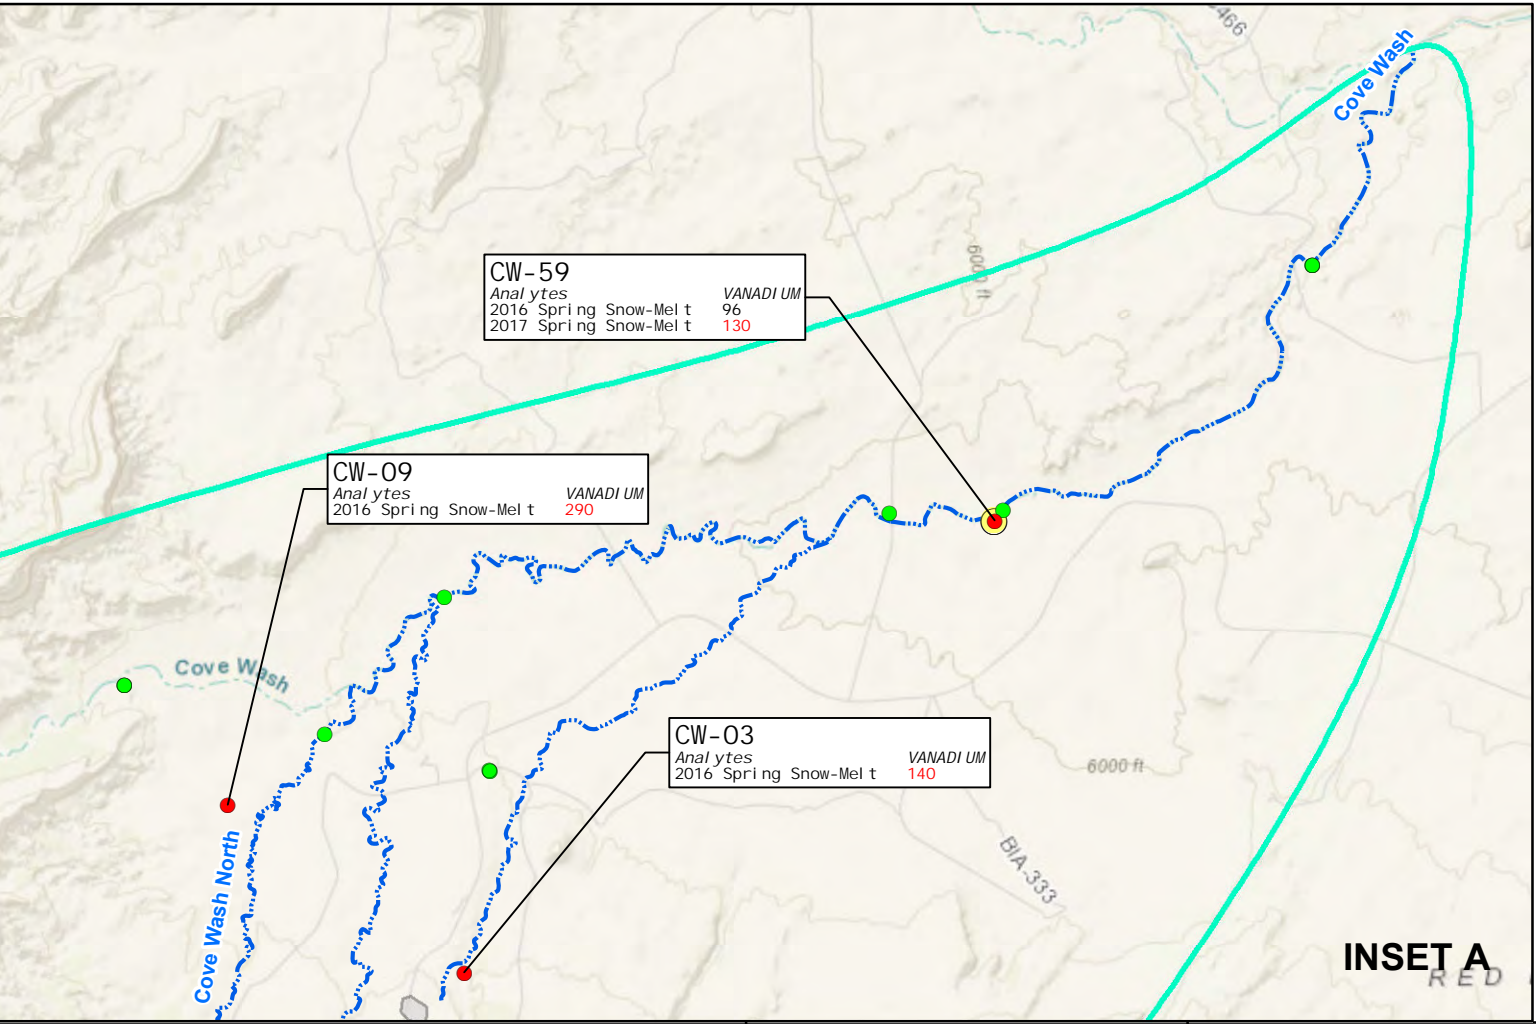 3466
Cove Wash
6000 ft
CW-59
Analytes VANADIUM
2016 Spring Snow-Melt 96
2017 Spring Snow-Melt 130
CW-09
Analytes VANADIUM
2016 Spring Snow-Melt 290
Cove Wash
CW-03
Analytes VANADIUM
2016 Spring Snow-Melt 140
6000 ft
Cove Wash North
BIA-333
INSET A
RED